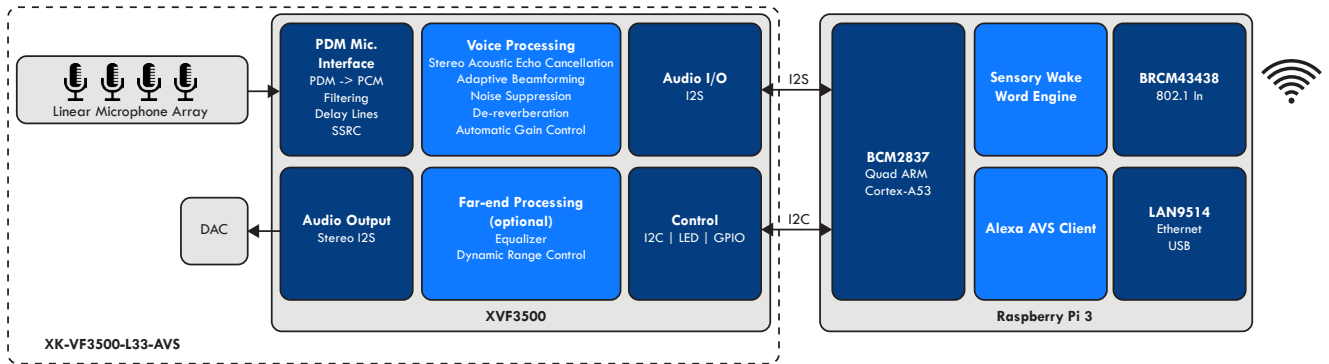 PDM Mic.
Interface
PDM -> PCM
Filtering
Delay Lines
SSRC
Voice Processing
Stereo Acoustic Echo Cancellation
Adaptive Beamforming
Noise Suppression
De-reverberation
Automatic Gain Control
Audio I/O
I2S
I2S
Sensory Wake
Word Engine
BRCM43438
802.1 In
Linear Microphone Array
BCM2837
Quad ARM
Cortex-A53
DAC
Audio Output
Stereo I2S
Far-end Processing
(optional)
Equalizer
Dynamic Range Control
Control
I2C | LED | GPIO
I2C
Alexa AVS Client
LAN9514
Ethernet
USB
XVF3500
Raspberry Pi 3
XK-VF3500-L33-AVS